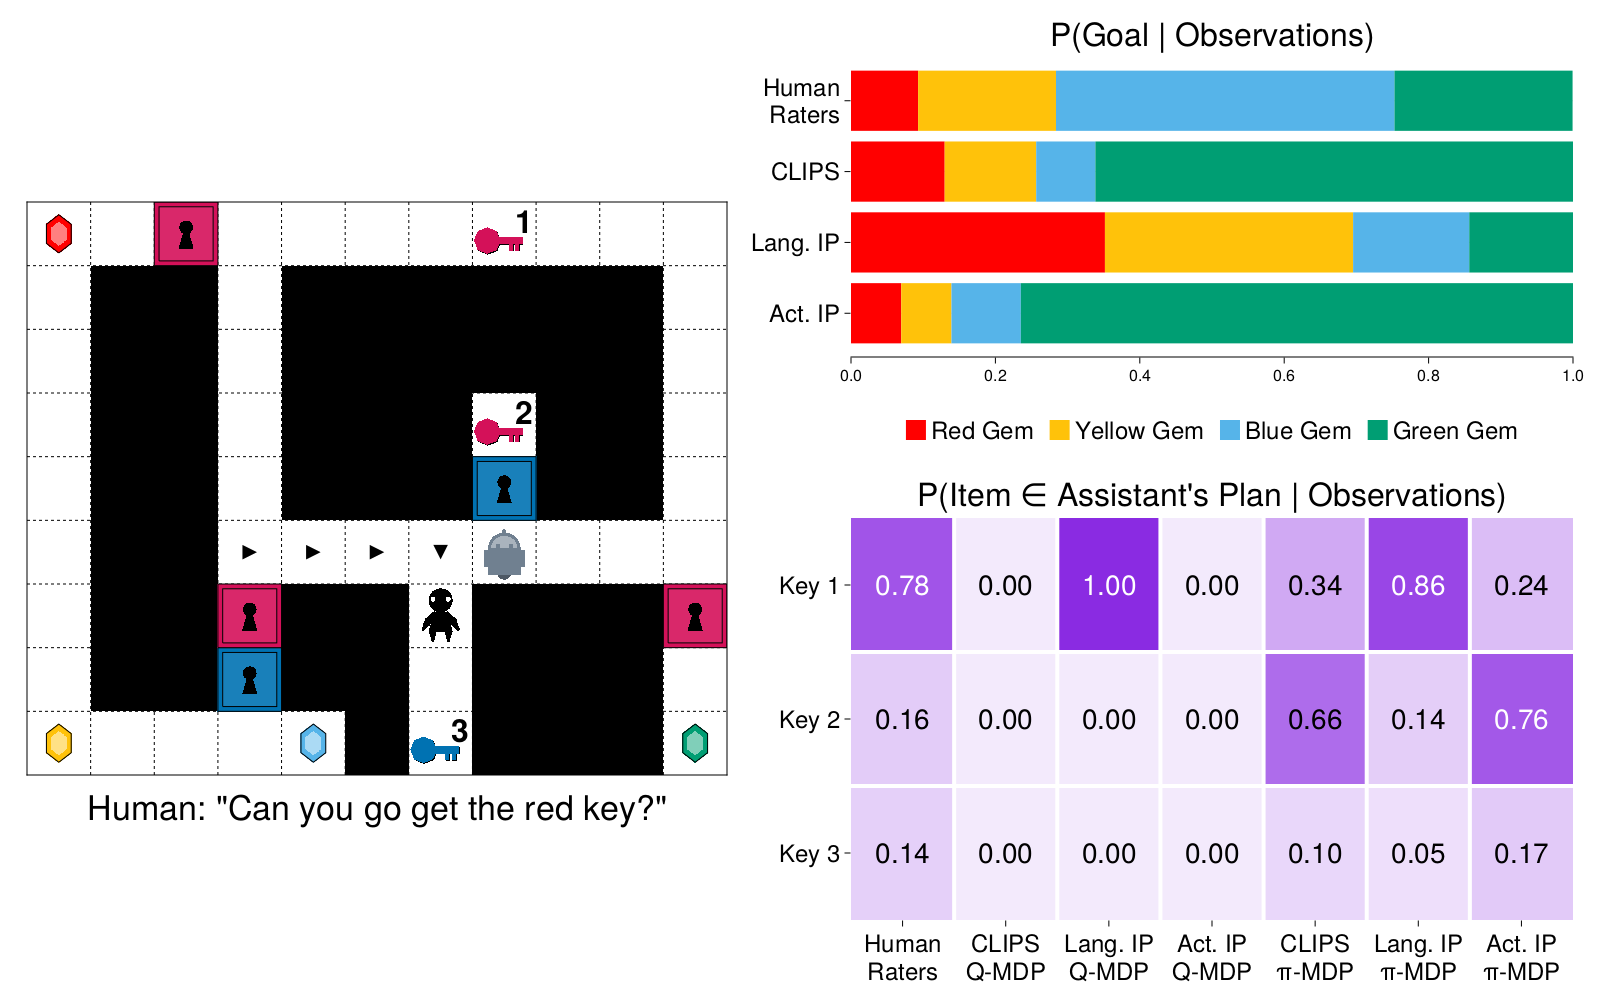 1
2
3
Human: "Can you go get the red key?"
P(Goal | Observations)
Human
Raters
CLIPS
Lang. IP
Act. IP
0.0 0.2 0.4 0.6 0.8 1.0
Red Gem Yellow Gem Blue Gem Green Gem
P(Item ∈ Assistant's Plan | Observations)
Key 1 0.78 0.00 1.00 0.00 0.34 0.86 0.24
Key 2 0.16 0.00 0.00 0.00 0.66 0.14 0.76
Key 3 0.14 0.00 0.00 0.00 0.10 0.05 0.17
Human CLIPS Lang. IP Act. IP CLIPS Lang. IP Act. IP
Raters Q-MDP Q-MDP Q-MDP π-MDP π-MDP π-MDP